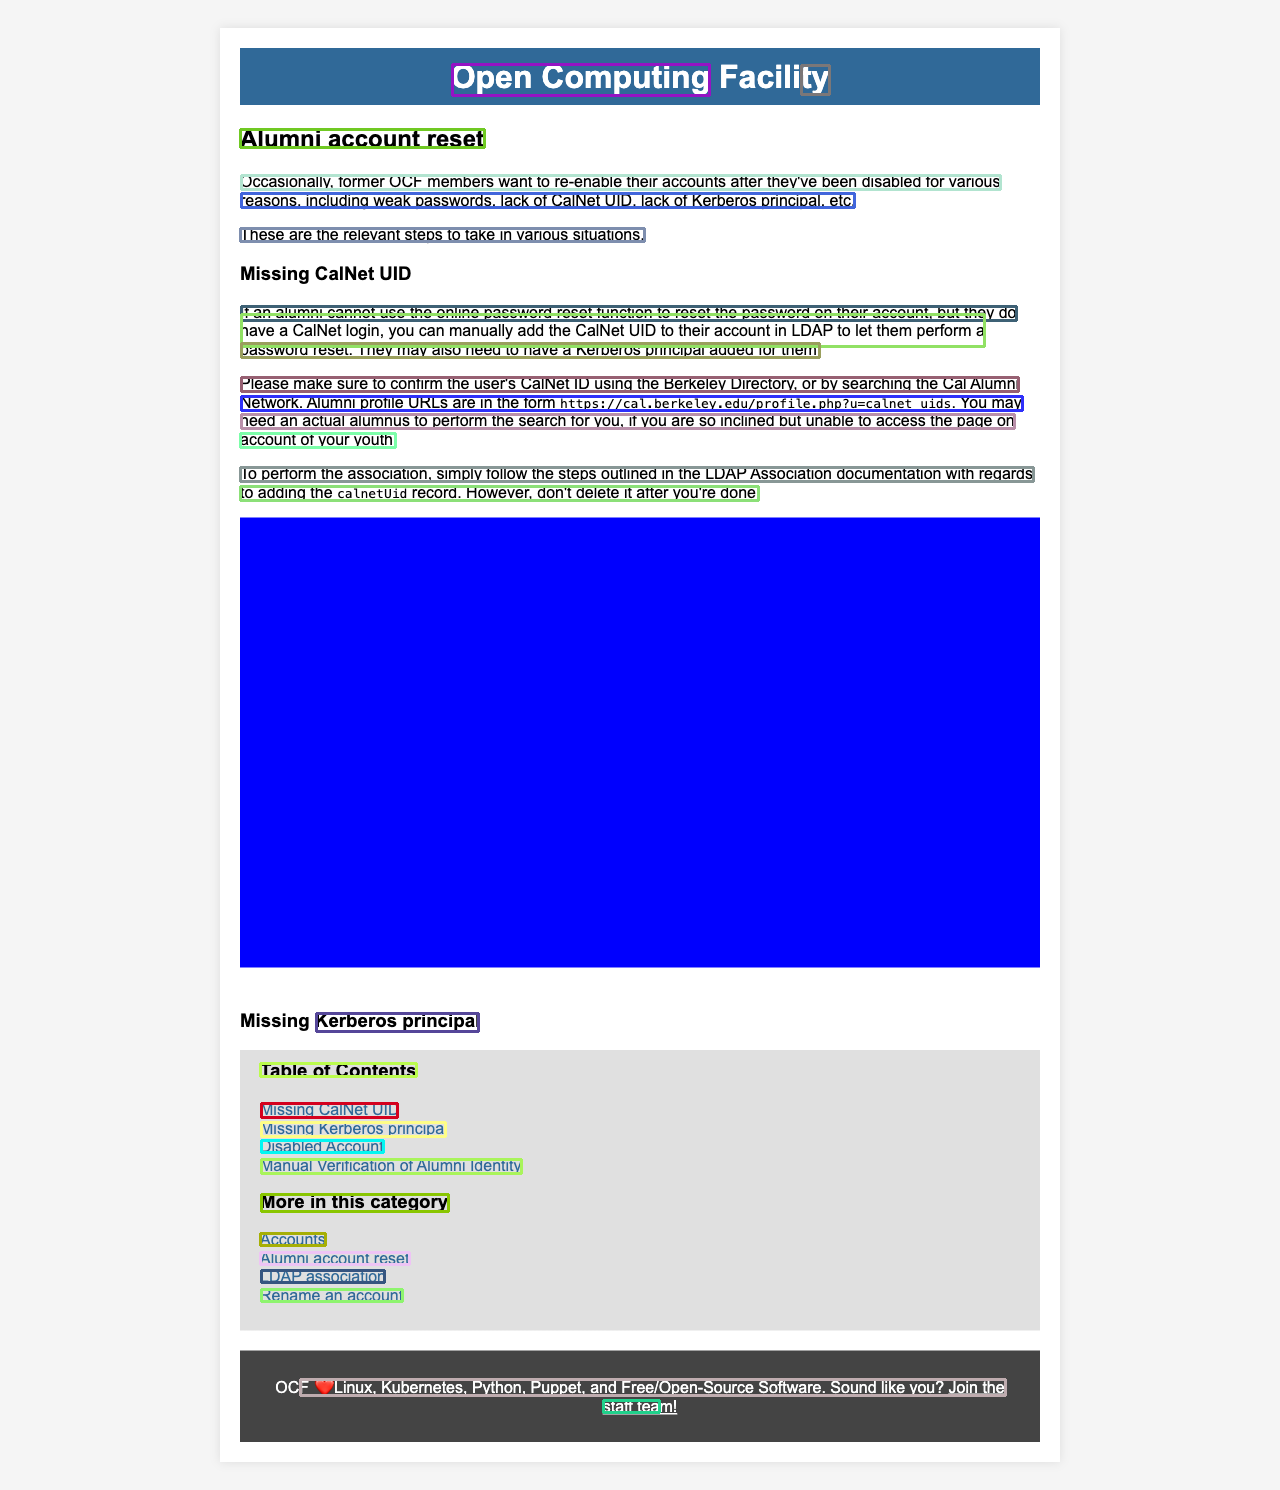 Open Computing Facility
Alumni account reset
Occasionally, former OCF members want to re-enable their accounts after they've been disabled for various
reasons, including weak passwords, lack of CalNet UID, lack of Kerberos principal, etc.
These are the relevant steps to take in various situations.
Missing CalNet UID
If an alumni cannot use the online password reset function to reset the password on their account, but they do
have a CalNet login, you can manually add the CalNet UID to their account in LDAP to let them perform a
password reset. They may also need to have a Kerberos principal added for them.
Please make sure to confirm the user's CalNet ID using the Berkeley Directory, or by searching the Cal Alumni
Network. Alumni profile URLs are in the form https://cal.berkeley.edu/profile.php?u=calnet_uids. You may
need an actual alumnus to perform the search for you, if you are so inclined but unable to access the page on
account of your youth.
To perform the association, simply follow the steps outlined in the LDAP Association documentation with regards
to adding the calnetUid record. However, don't delete it after you're done.
Missing Kerberos principal
Table of Contents
Missing CalNet UID
Missing Kerberos principal
Disabled Account
Manual Verification of Alumni Identity
More in this category
Accounts
Alumni account reset
LDAP association
Rename an account
OCF ❤️Linux, Kubernetes, Python, Puppet, and Free/Open-Source Software. Sound like you? Join the
staff team!